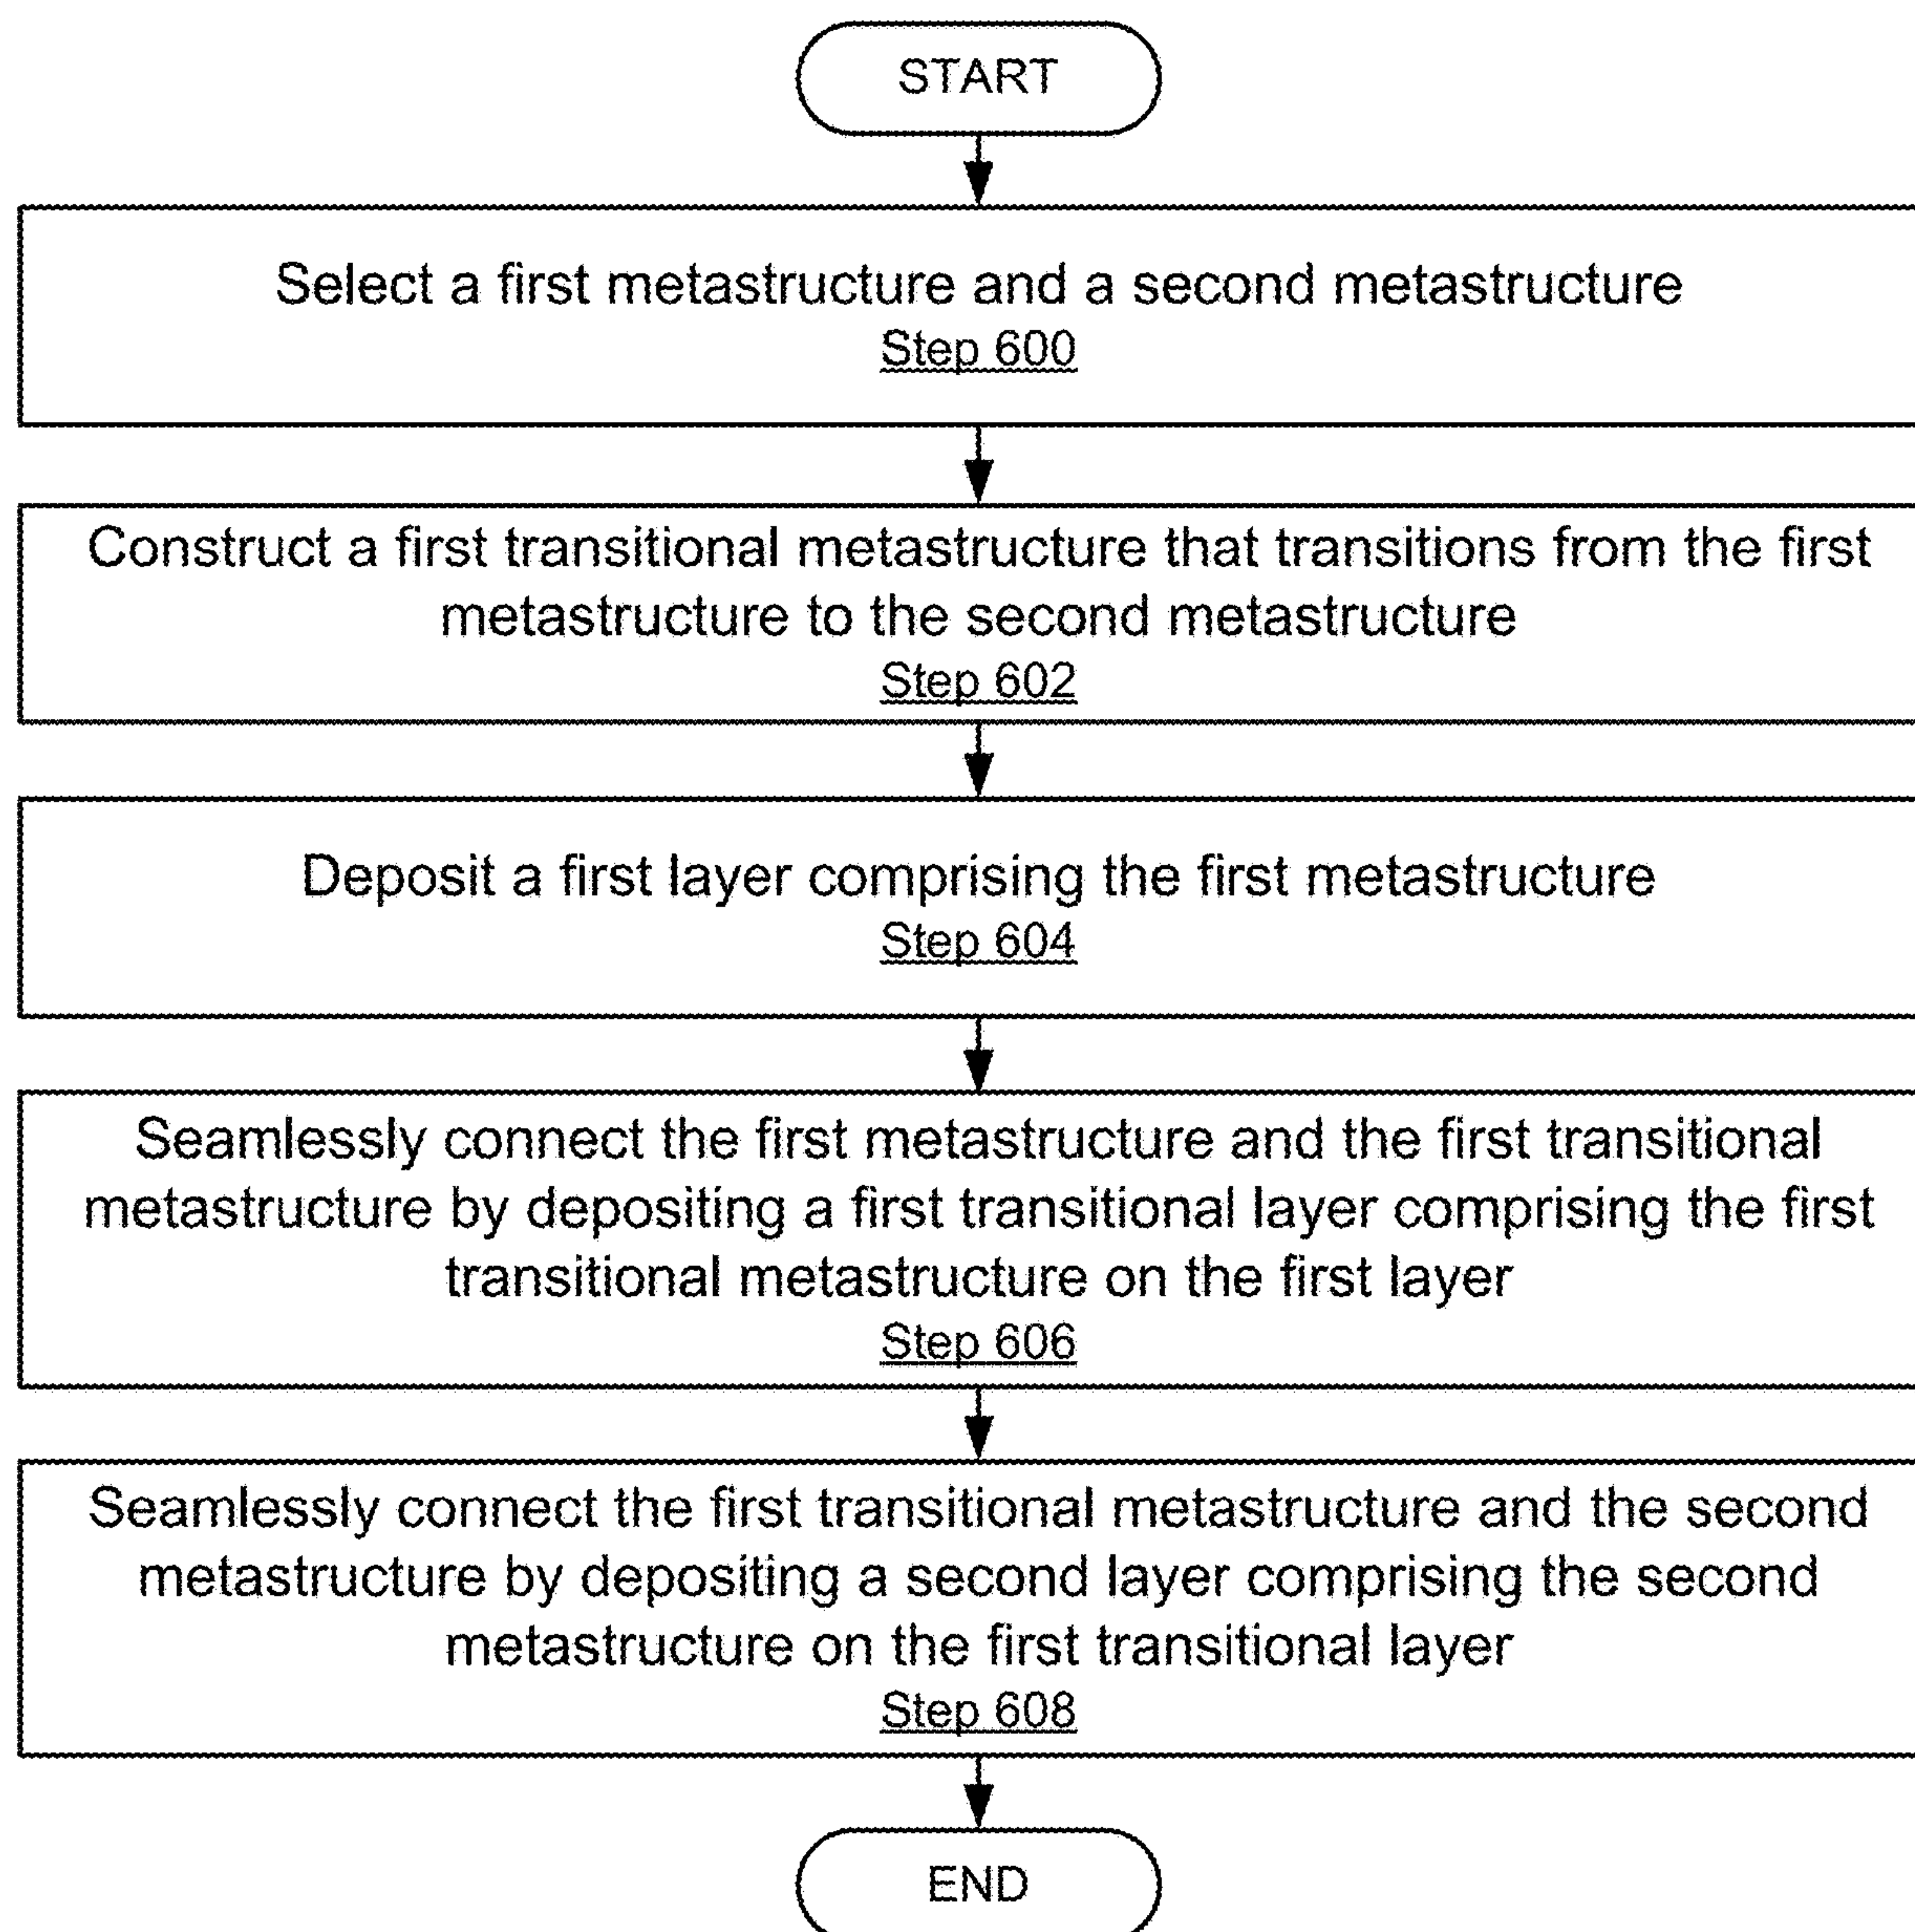 START
Select a first metastructure and a second metastructure
Step 600
Construct a first transitional metastructure that transitions from the first
metastructure to the second metastructure
Step 602
Deposit a first layer comprising the first metastructure
Step 604
Seamlessly connect the first metastructure and the first transitional
metastructure by depositing a first transitional layer comprising the first
transitional metastructure on the first layer
Step 606
Seamlessly connect the first transitional metastructure and the second
metastructure by depositing a second layer comprising the second
metastructure on the first transitional layer
Step 608
END